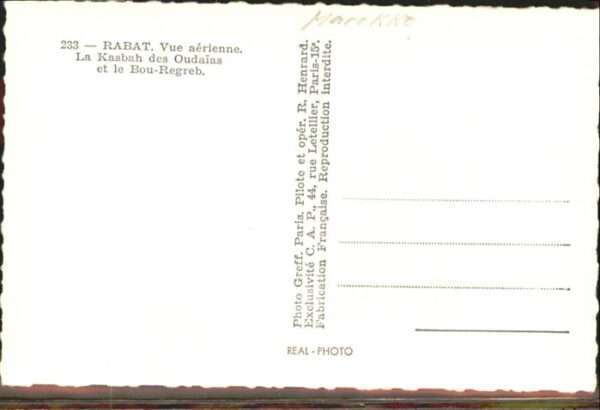 Marokko
233 — RABAT. Vue aérienne.
La Kasbah des Oudaïas
et le Bou-Regreb.
Photo Greff. Paris. Pilote et opér. R. Henrard.
Exclusivité C. A. P., 44, rue Letellier, Paris-15e.
Fabrication Française. Reproduction interdite.
REAL - PHOTO